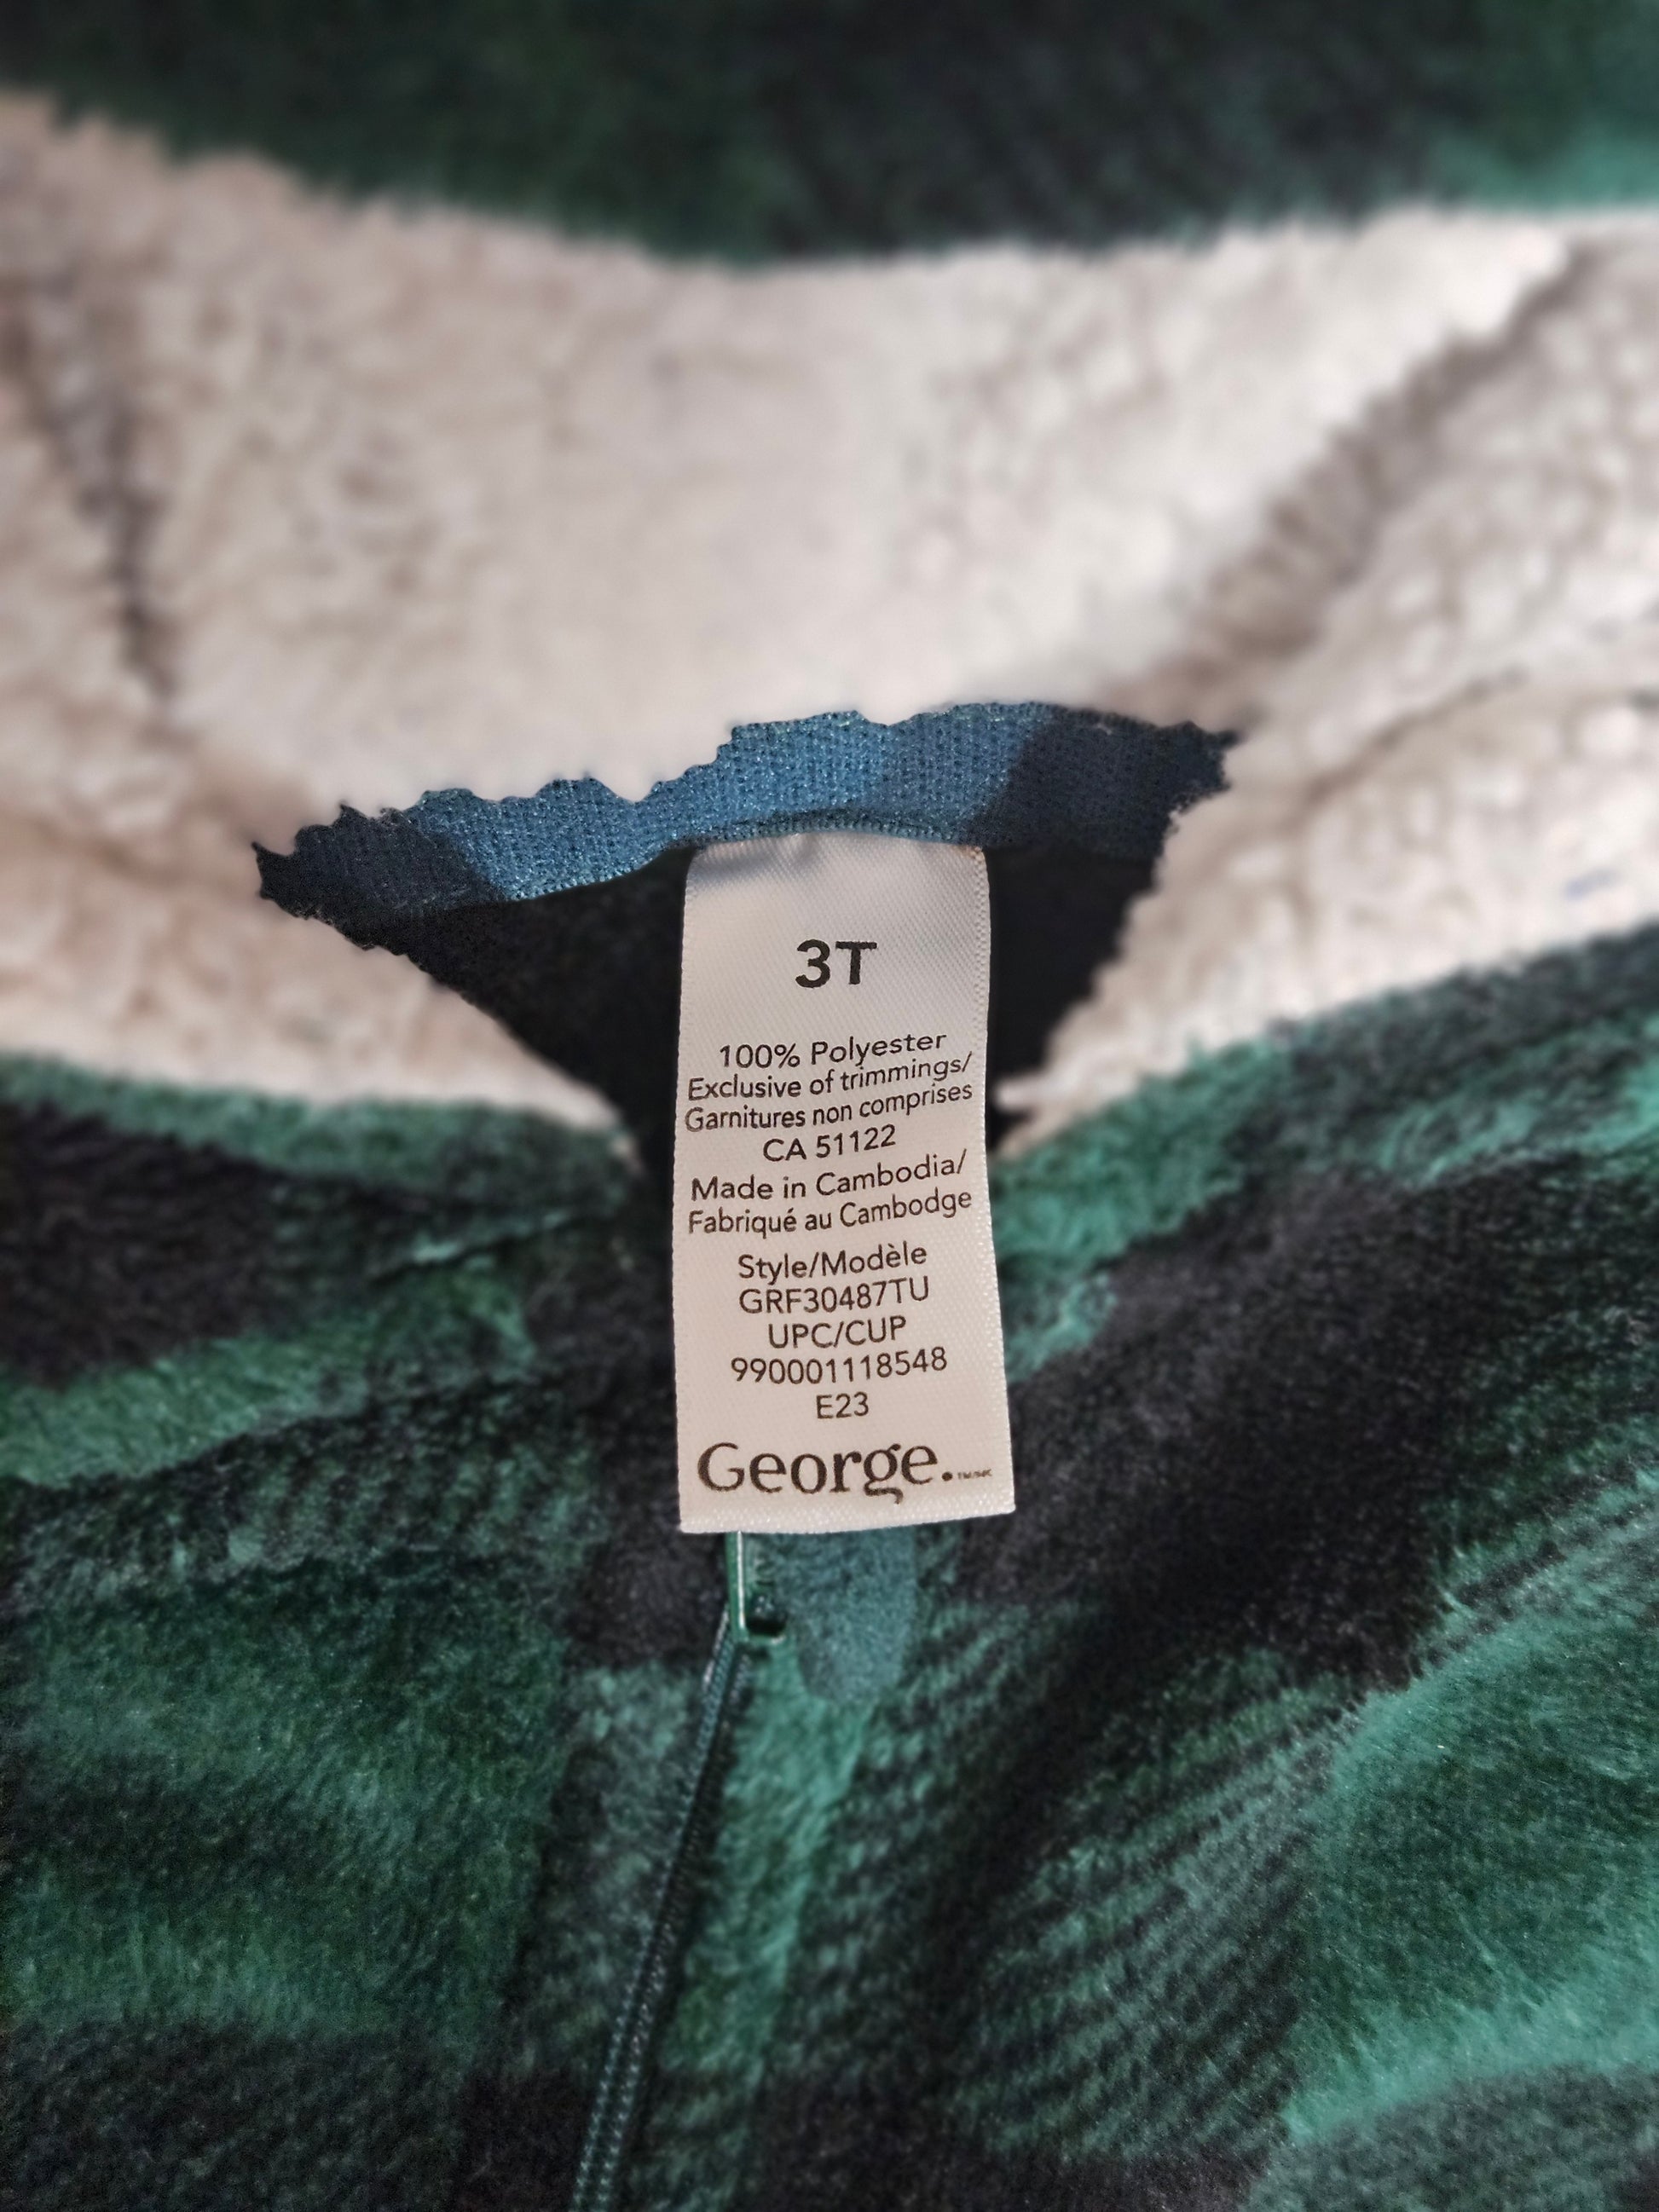 3T
100% Polyester
Exclusive of trimmings/
Garnitures non comprises
CA 51122
Made in Cambodia/
Fabriqué au Cambodge
Style/Modèle
GRF30487TU
UPC/CUP
990001118548
E23
George.